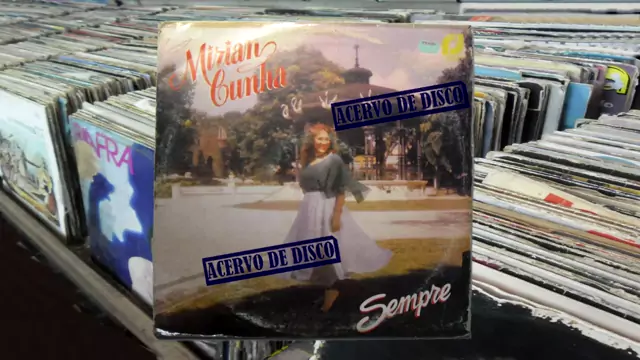 Mirian
Cunha
ACERVO DE DISCO
ACERVO DE DISCO
Sempre